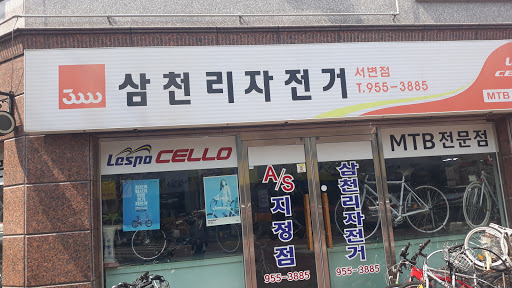 3000
삼천리자전거
서변점
T.955-3885
MTB
Lespo CELLO
MTB 전문점
A/S 지정점
955-3885
삼천리자전거
955-3885